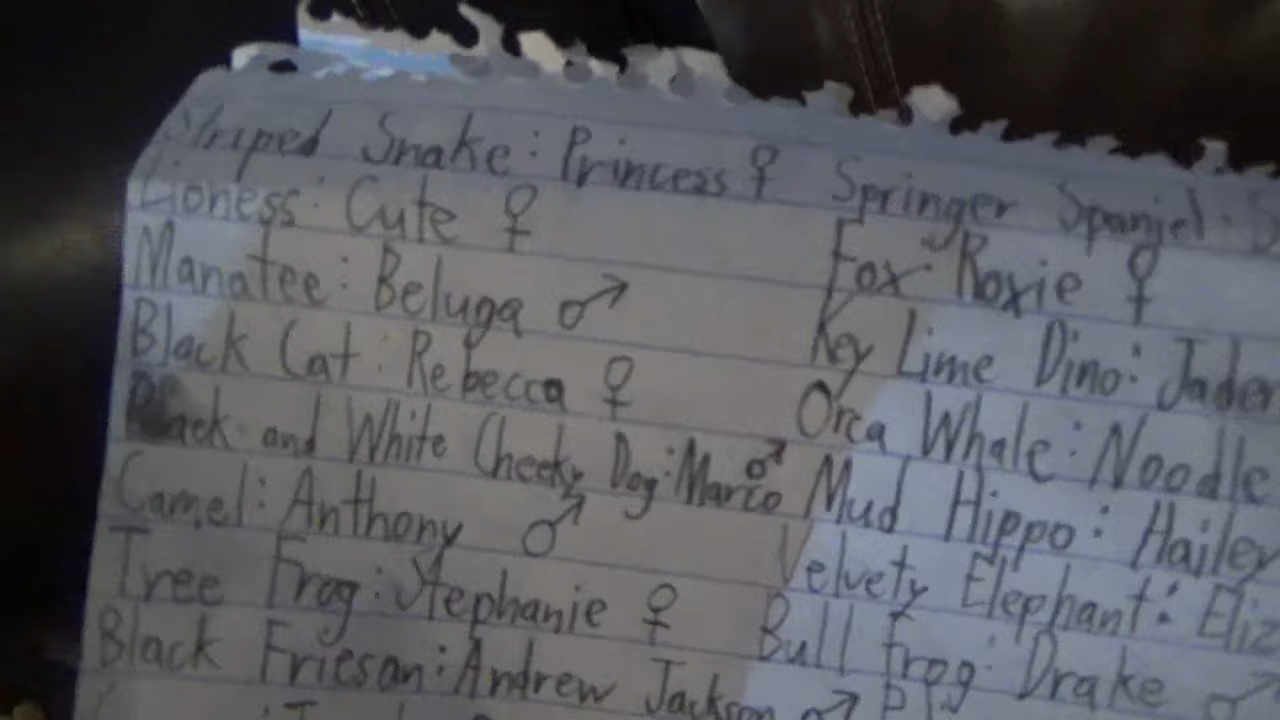 Striped Snake: Princess ♀
Lioness: Cute ♀
Manatee: Beluga ♂
Black Cat: Rebecca ♀
Black and White Cheeky Dog: Marco ♂
Camel: Anthony ♂
Tree Frog: Stephanie ♀
Black Friesan: Andrew Jackson ♂
Springer Spaniel:
Fox: Roxie ♀
Key Lime Dino: Jaden
Orca Whale: Noodle
Mud Hippo: Hailey
Velvety Elephant: Eliz
Bull Frog: Drake ♂